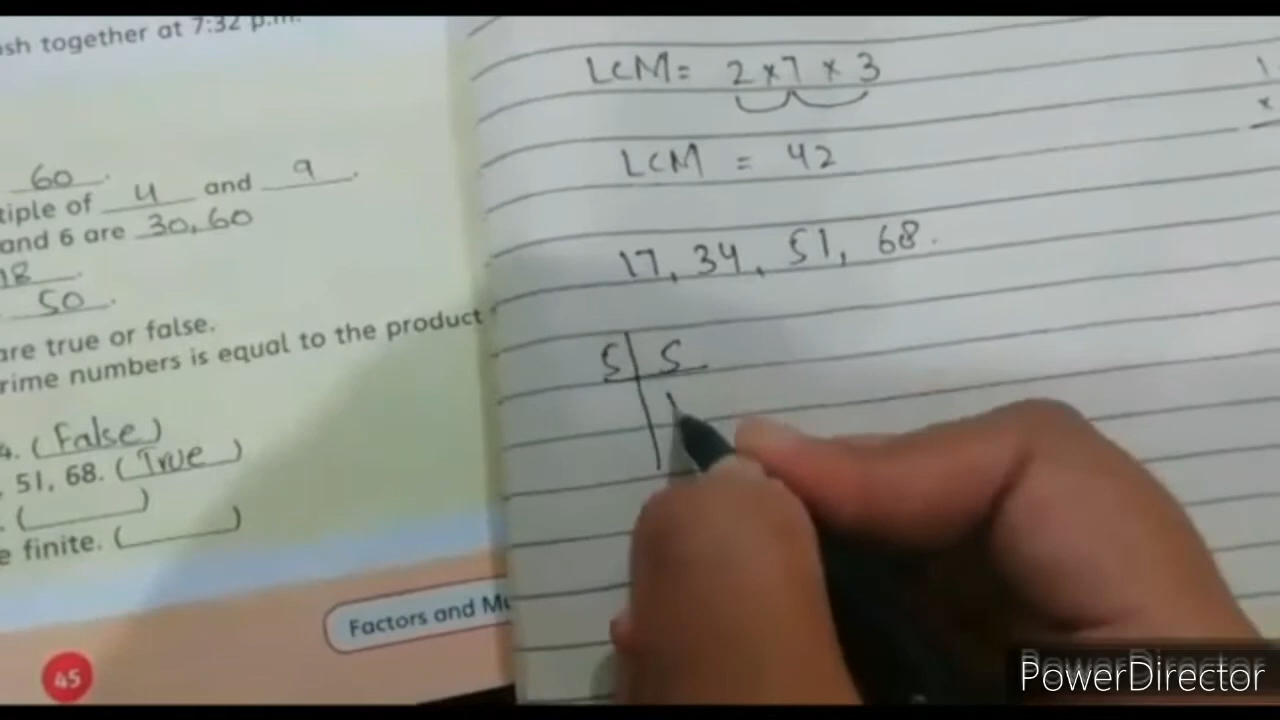 together at 7:32 p.m.
60.
tiple of 4 and 9.
and 6 are 30, 60
18
50.
are true or false.
rime numbers is equal to the product
4. (False)
, 51, 68. (True)
. ( )
e finite. ( )
Factors and Mu
45
LCM = 2 × 7 × 3
LCM = 42
17, 34, 51, 68.
5 5
1
×
PowerDirector